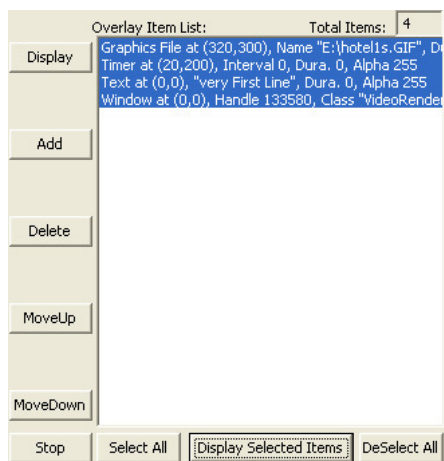 Overlay Item List: Total Items: 4
Display
Graphics File at (320,300), Name "E:\hotel1s.GIF", D
Timer at (20,200), Interval 0, Dura. 0, Alpha 255
Text at (0,0), "very First Line", Dura. 0, Alpha 255
Window at (0,0), Handle 133580, Class "VideoRender
Add
Delete
MoveUp
MoveDown
Stop Select All Display Selected Items DeSelect All